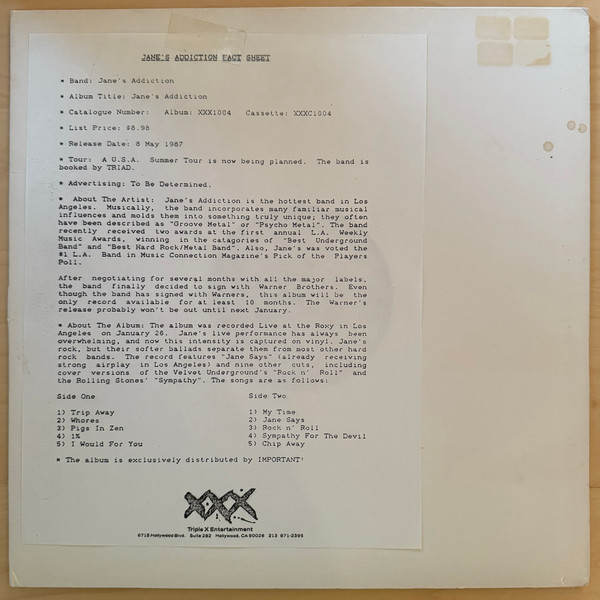 JANE'S ADDICTION FACT SHEET
* Band: Jane's Addiction
* Album Title: Jane's Addiction
* Catalogue Number: Album: XXX1004 Cassette: XXXC1004
* List Price: $8.98
* Release Date: 8 May 1987
* Tour: A U.S.A. Summer Tour is now being planned. The band is
booked by TRIAD.
* Advertising: To Be Determined.
* About The Artist: Jane's Addiction is the hottest band in Los
Angeles. Musically, the band incorporates many familiar musical
influences and molds them into something truly unique; they often
have been described as "Groove Metal" or "Psycho Metal". The band
recently received two awards at the first annual L.A. Weekly
Music Awards, winning in the catagories of "Best Underground
Band" and "Best Hard Rock/Metal Band". Also, Jane's was voted the
#1 L.A. Band in Music Connection Magazine's Pick of the Players
Poll.
After negotiating for several months with all the major labels,
the band finally decided to sign with Warner Brothers. Even
though the band has signed with Warners, this album will be the
only record available for at least 10 months. The Warner's
release probably won't be out until next January.
* About The Album: The album was recorded Live at the Roxy in Los
Angeles on January 26. Jane's live performance has always been
overwhelming, and now this intensity is captured on vinyl. Jane's
rock, but their softer ballads separate them from most other hard
rock bands. The record features "Jane Says" (already receiving
strong airplay in Los Angeles) and nine other cuts, including
cover versions of the Velvet Underground's "Rock n' Roll" and
the Rolling Stones' "Sympathy". The songs are as follows:
Side One Side Two
1) Trip Away 1) My Time
2) Whores 2) Jane Says
3) Pigs In Zen 3) Rock n' Roll
4) 1% 4) Sympathy For The Devil
5) I Would For You 5) Chip Away
* The album is exclusively distributed by IMPORTANT!
XXX
Triple X Entertainment
6715 Hollywood Blvd. Suite 282 Hollywood, CA 90028 213 871-2395